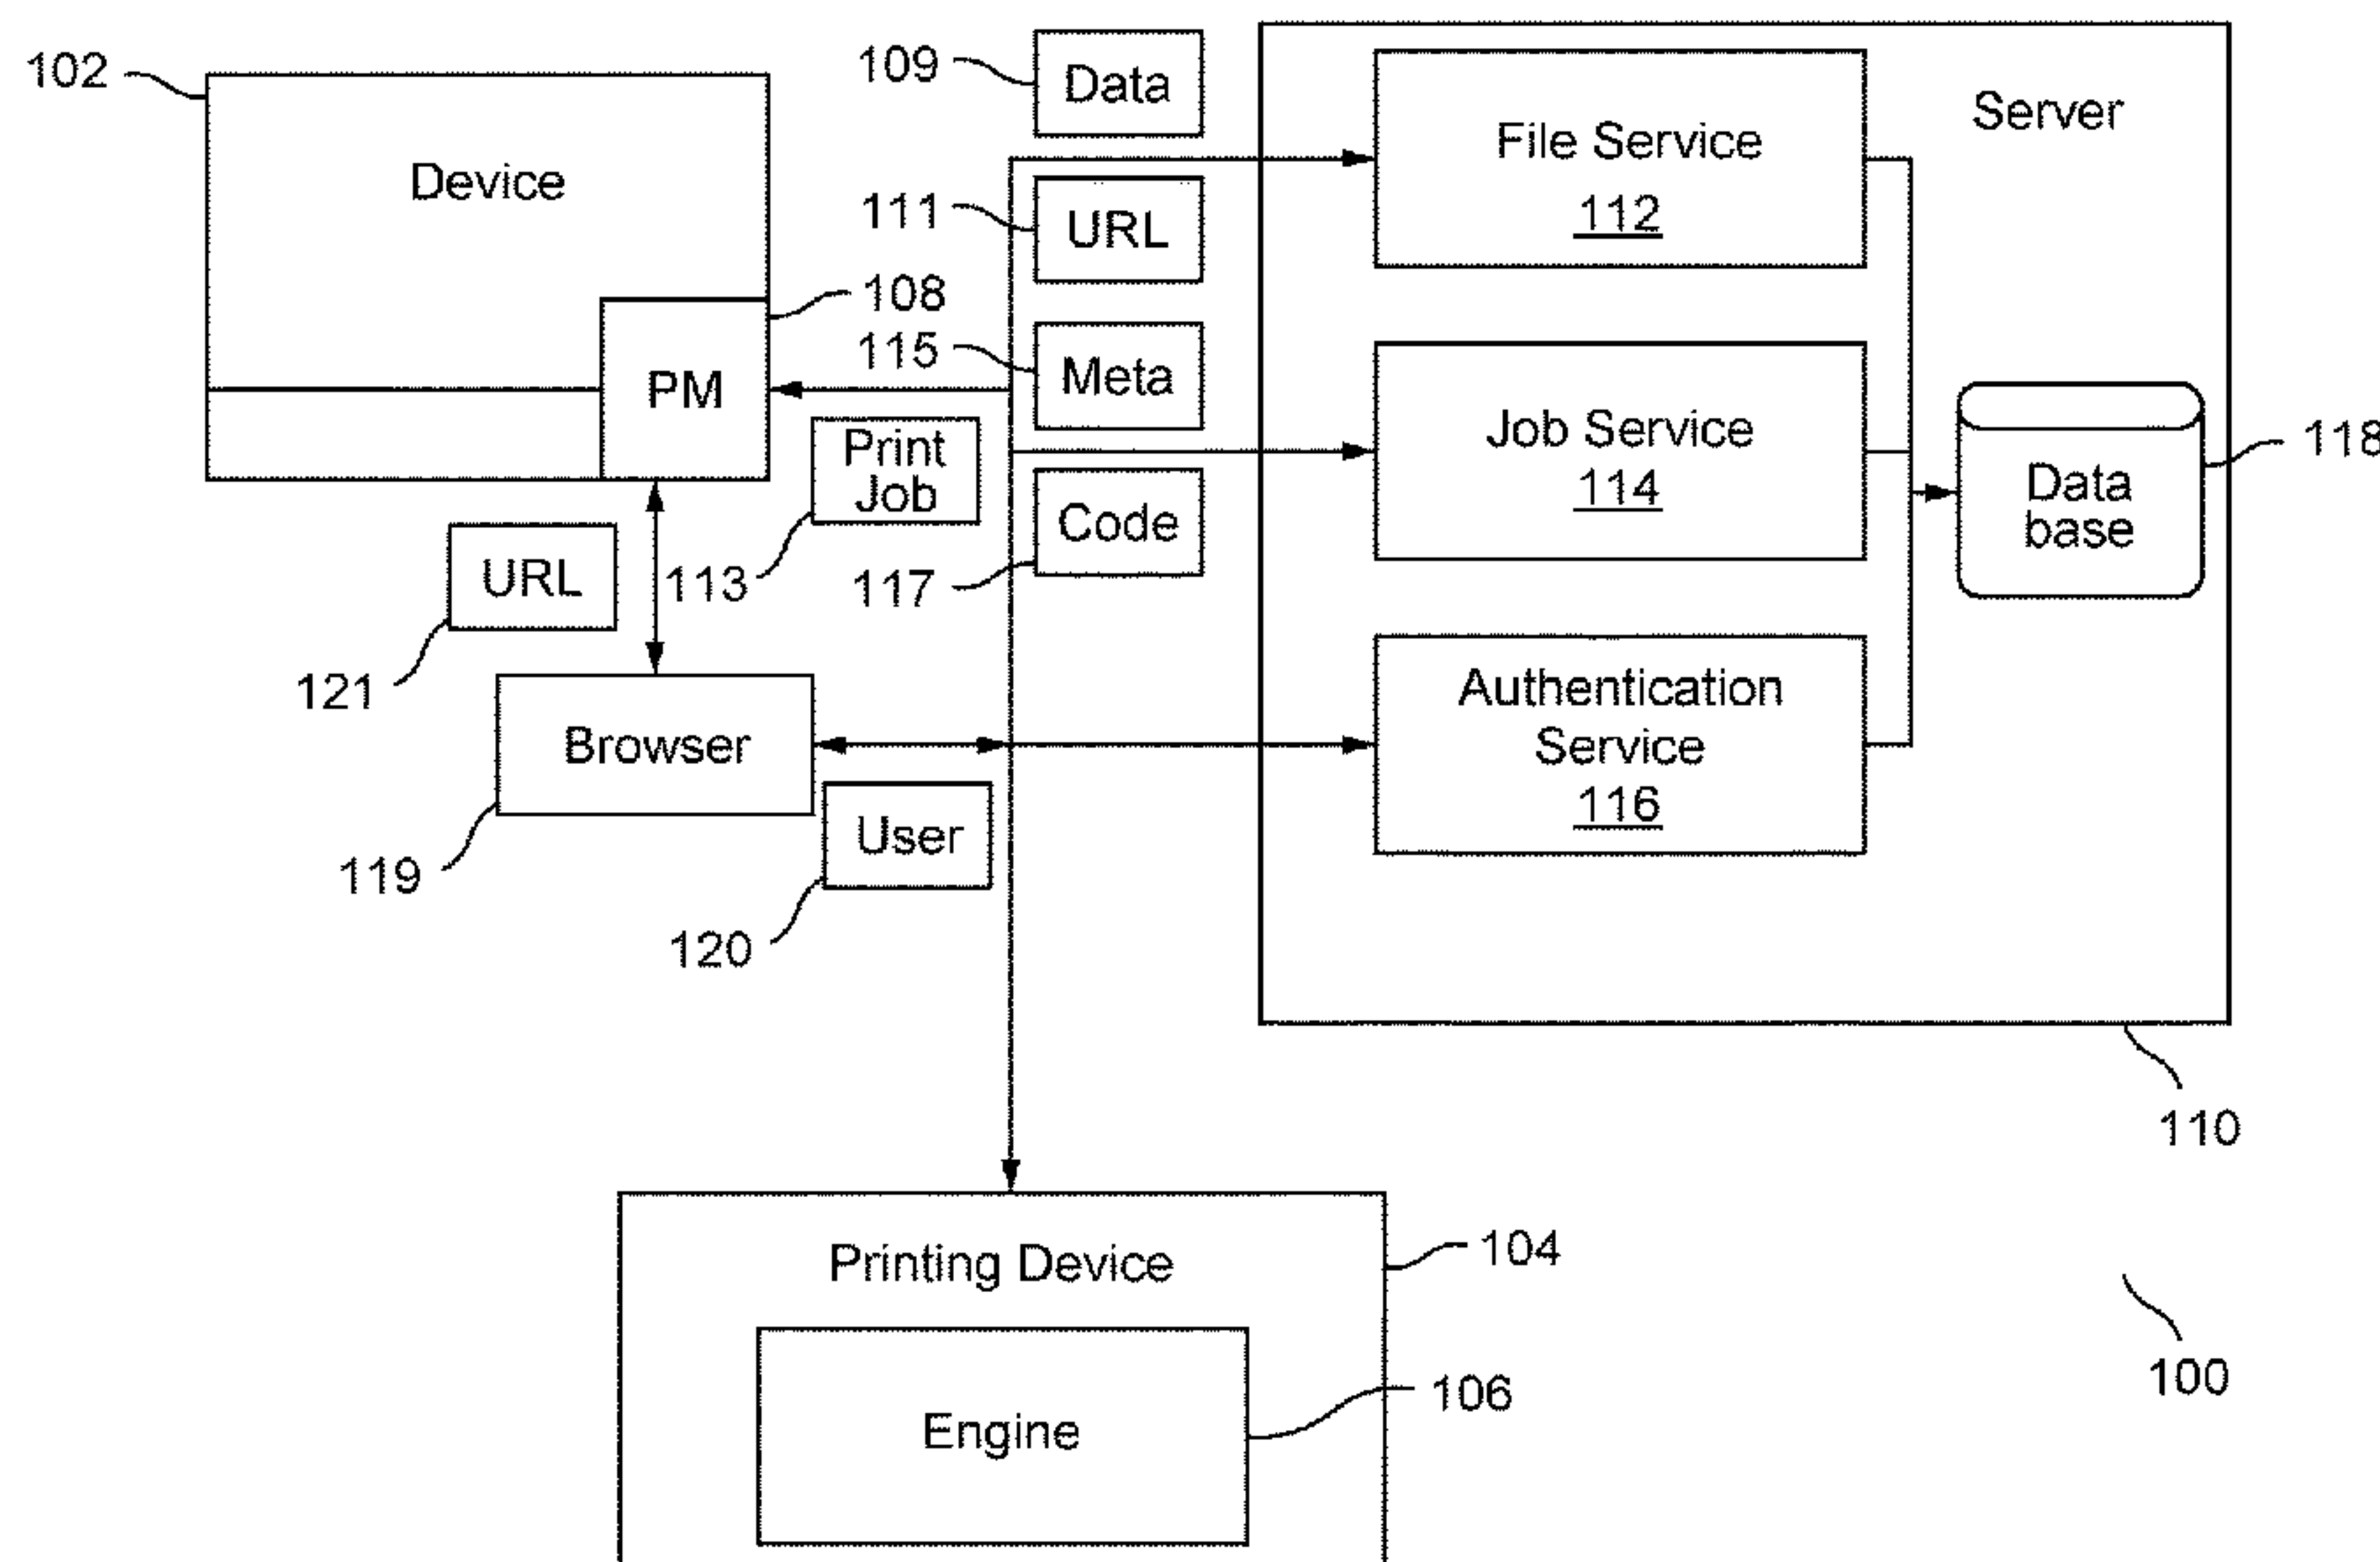 102
Device
108
PM
109
Data
111
URL
115
Meta
Print
Job
113
Code
117
URL
121
Browser
119
User
120
Server
File Service
112
Job Service
114
Authentication
Service
116
Data
base
118
110
Printing Device
104
Engine
106
100